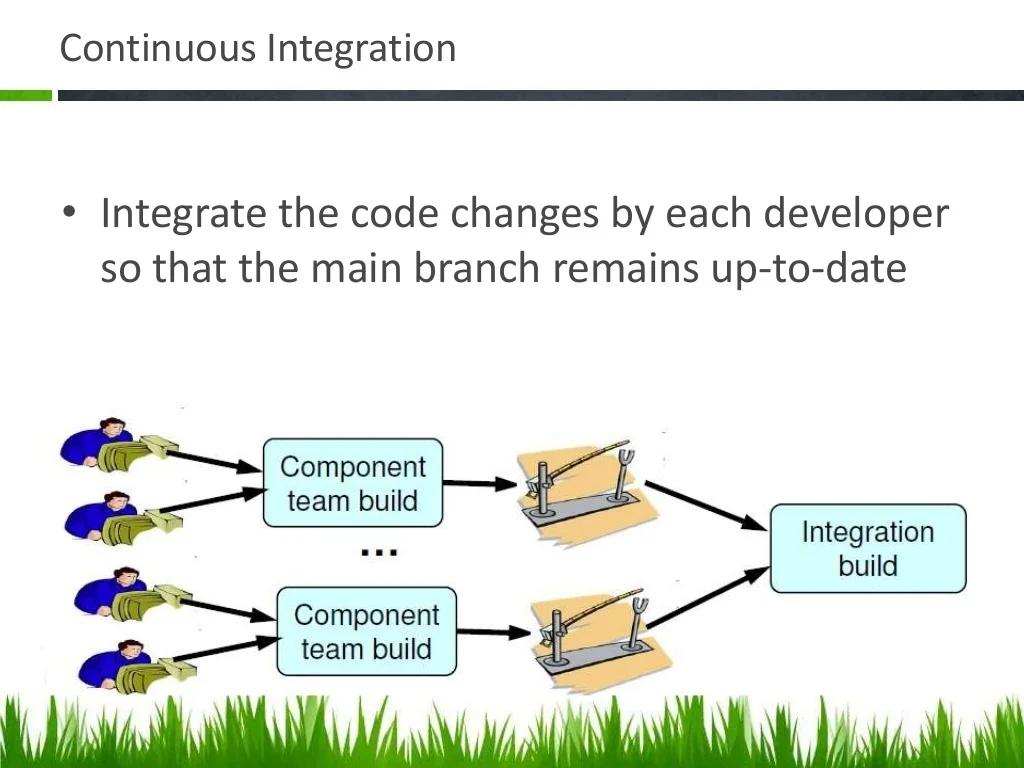 Continuous Integration
• Integrate the code changes by each developer
so that the main branch remains up-to-date
Component
team build
...
Component
team build
Integration
build